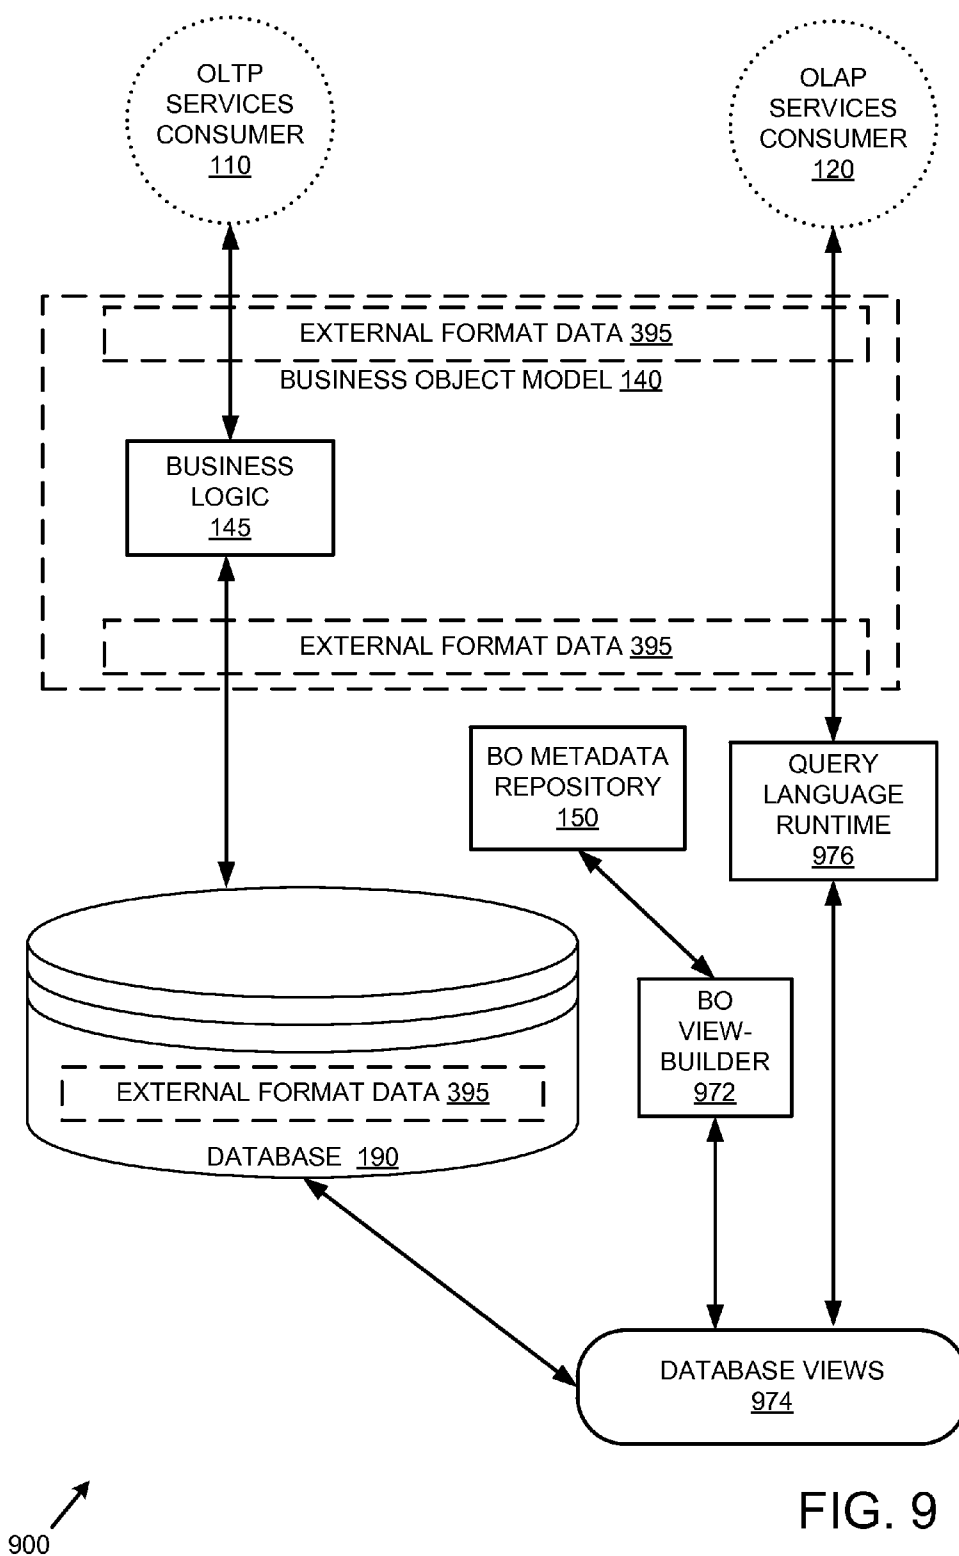 OLTP
SERVICES
CONSUMER
110
OLAP
SERVICES
CONSUMER
120
EXTERNAL FORMAT DATA 395
BUSINESS OBJECT MODEL 140
BUSINESS
LOGIC
145
EXTERNAL FORMAT DATA 395
BO METADATA
REPOSITORY
150
QUERY
LANGUAGE
RUNTIME
976
BO
VIEW-
BUILDER
972
EXTERNAL FORMAT DATA 395
DATABASE 190
DATABASE VIEWS
974
900
FIG. 9